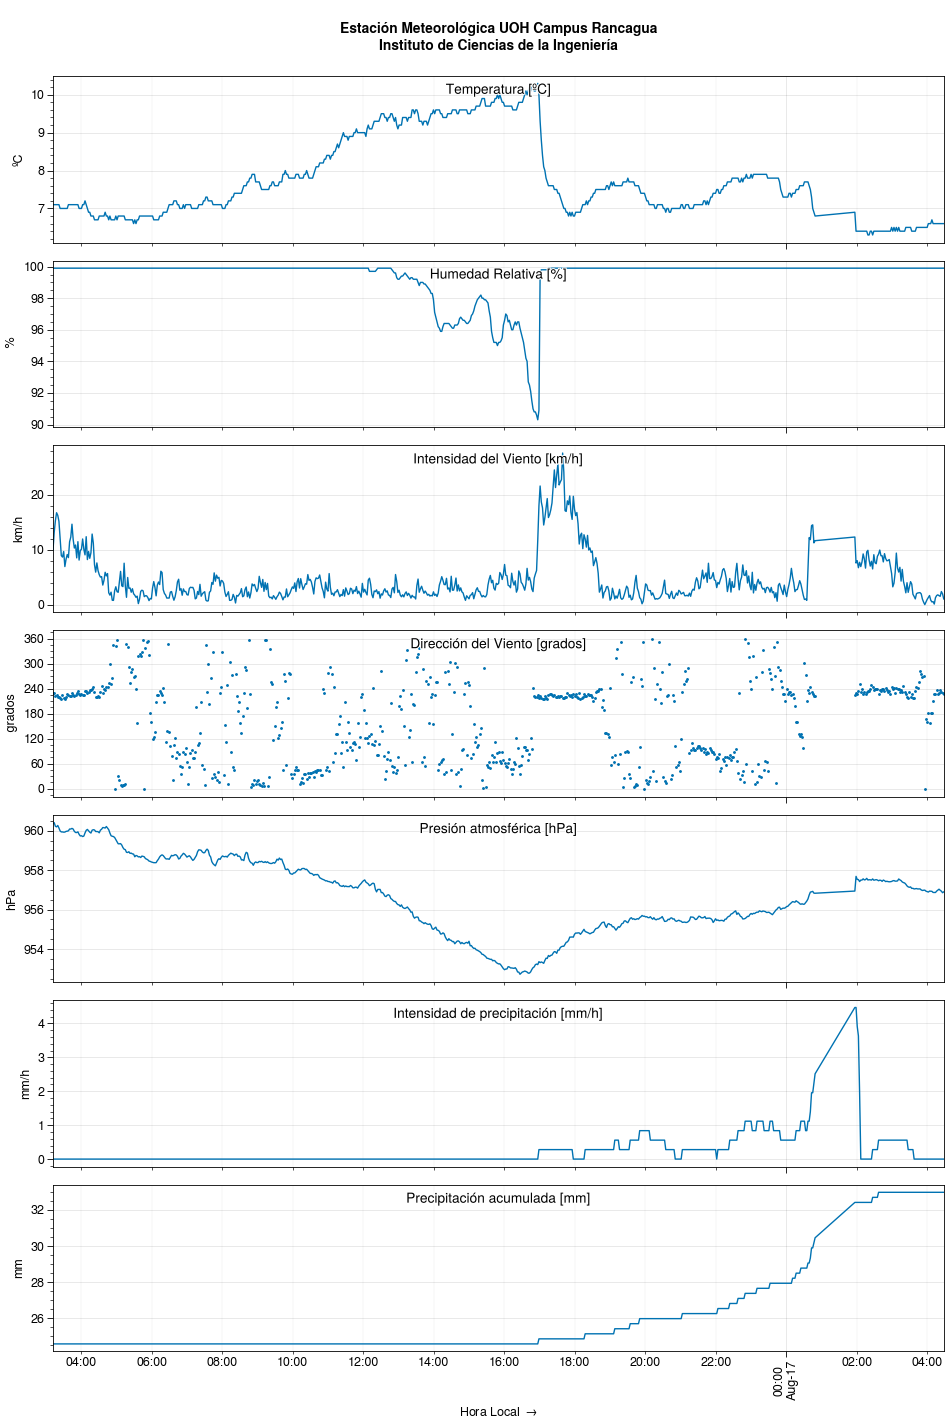 Estación Meteorológica UOH Campus Rancagua
Instituto de Ciencias de la Ingeniería
Temperatura [ºC]
10
9
8
7
ºC
Humedad Relativa [%]
100
98
96
94
92
90
%
Intensidad del Viento [km/h]
20
10
0
km/h
Dirección del Viento [grados]
360
300
240
180
120
60
0
grados
Presión atmosférica [hPa]
960
958
956
954
hPa
Intensidad de precipitación [mm/h]
4
3
2
1
0
mm/h
Precipitación acumulada [mm]
32
30
28
26
mm
04:00 06:00 08:00 10:00 12:00 14:00 16:00 18:00 20:00 22:00 00:00 02:00 04:00
Aug-17
Hora Local →